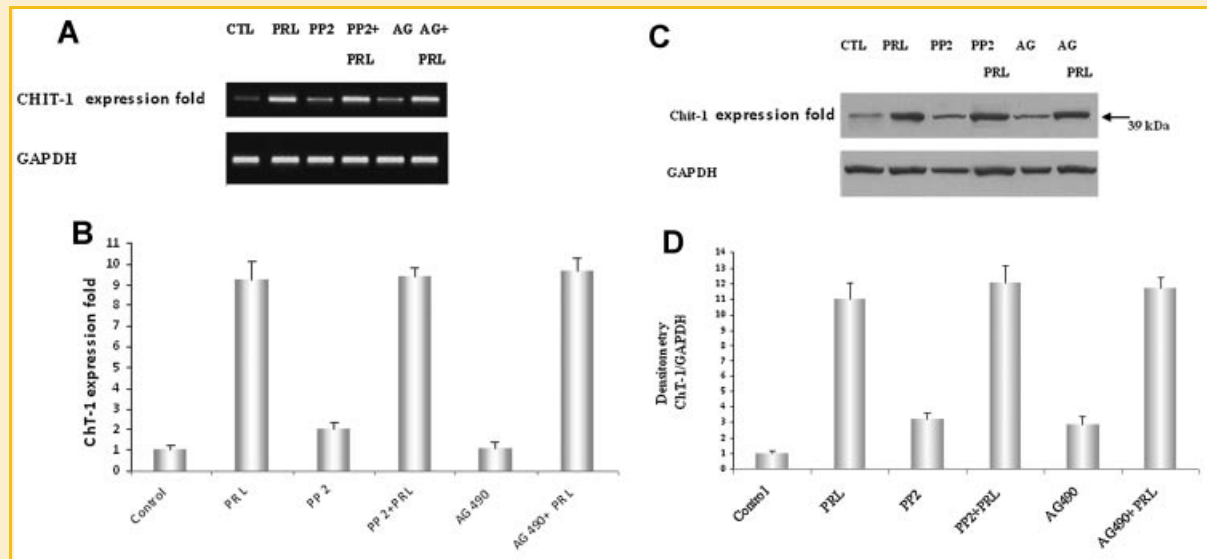 A
CTL PRL PP2 PP2+ AG AG+
PRL PRL
CHIT-1 expression fold
GAPDH
B
ChT-1 expression fold
11
10
9
8
7
6
5
4
3
2
1
0
Control PRL PP2 PP2+PRL AG490 AG490+ PRL
C
CTL PRL PP2 PP2 AG AG
PRL PRL
Chit-1 expression fold
39 kDa
GAPDH
D
Densitometry
ChT-1/GAPDH
14
13
12
11
10
9
8
7
6
5
4
3
2
1
0
Control PRL PP2 PP2+PRL AG490 AG490+ PRL